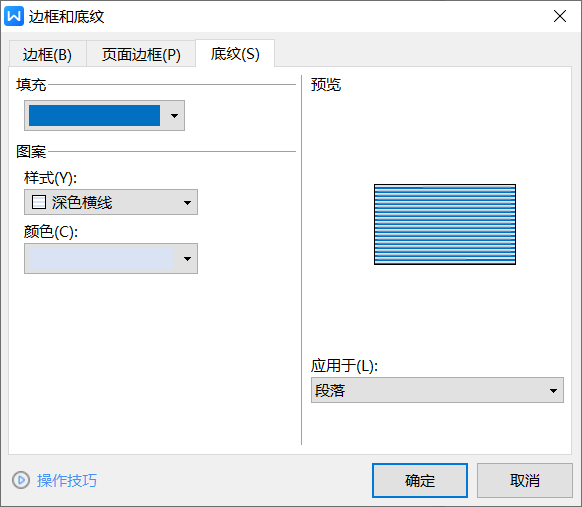 边框和底纹
边框(B) 页面边框(P) 底纹(S)
填充
图案
样式(Y):
深色横线
颜色(C):
预览
应用于(L):
段落
操作技巧
确定 取消